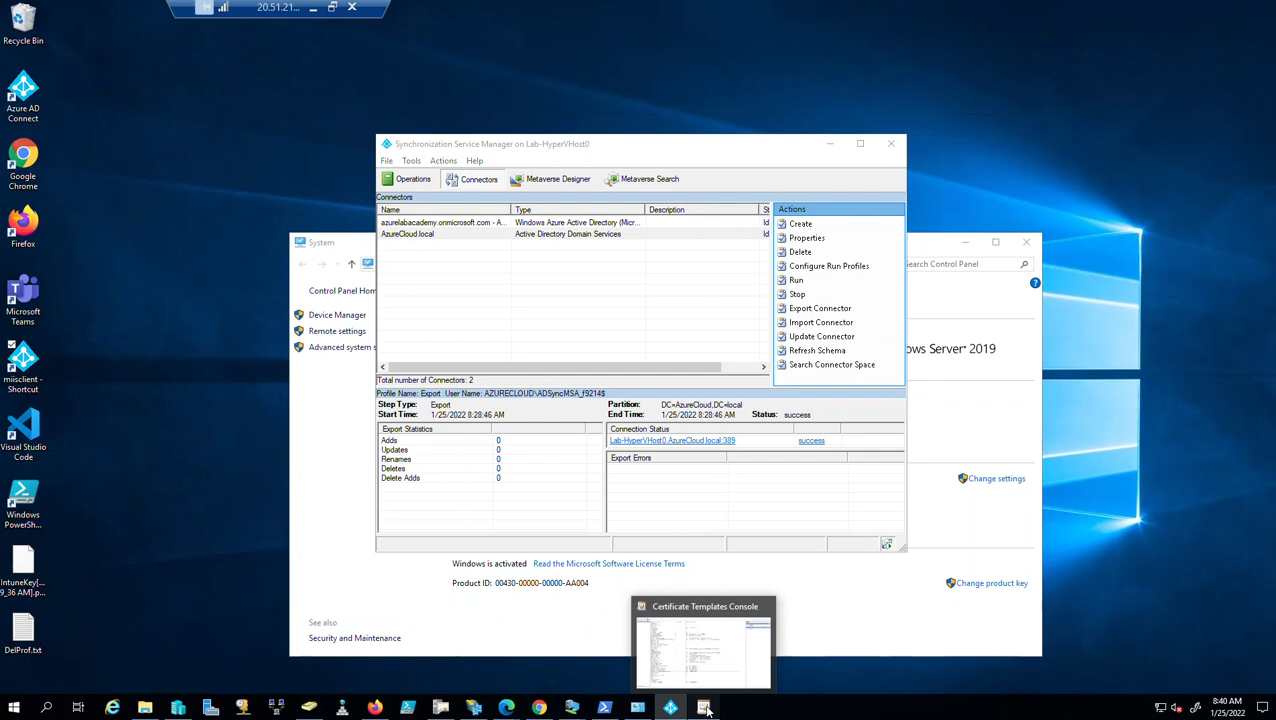 20.51.21...
Recycle Bin
Azure AD
Connect
Google
Chrome
Firefox
Microsoft
Teams
misclient -
Shortcut
Visual Studio
Code
Windows
PowerSh...
IntuneKey[...
_36 AM].p...
LabInof.txt
Synchronization Service Manager on Lab-HyperVHost0
File Tools Actions Help
Operations Connectors Metaverse Designer Metaverse Search
Connectors
Name Type Description St
azurelabacademy.onmicrosoft.com - A... Windows Azure Active Directory (Micr... Id
AzureCloud.local Active Directory Domain Services Id
Actions
Create
Properties
Delete
Configure Run Profiles
Run
Stop
Export Connector
Import Connector
Update Connector
Refresh Schema
Search Connector Space
Total number of Connectors: 2
Profile Name: Export User Name: AZURECLOUD\ADSyncMSA_f9214$
Step Type: Export
Start Time: 1/25/2022 8:28:46 AM
Partition: DC=AzureCloud,DC=local
End Time: 1/25/2022 8:28:46 AM Status: success
Export Statistics
Adds 0
Updates 0
Renames 0
Deletes 0
Delete Adds 0
Connection Status
Lab-HyperVHost0.AzureCloud.local:389 success
Export Errors
System
Search Control Panel
Control Panel Hom
Device Manager
Remote settings
Advanced system s
ows Server® 2019
Change settings
Windows is activated Read the Microsoft Software License Terms
Product ID: 00430-00000-00000-AA004
Change product key
See also
Security and Maintenance
Certificate Templates Console
8:40 AM
1/25/2022